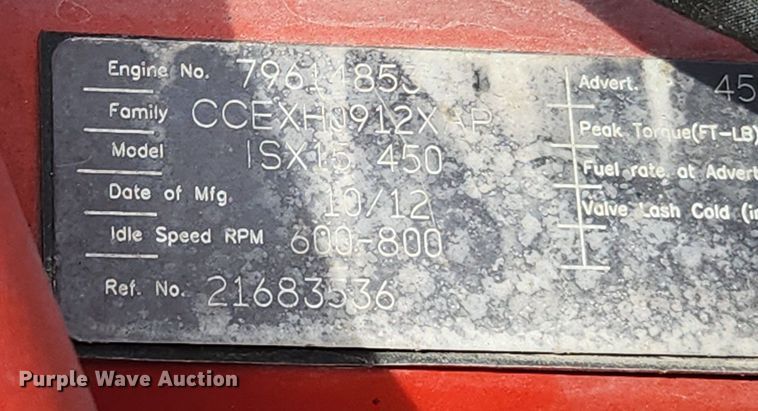 Engine No. 79614853
Family CCEXH0912XAP
Model ISX15 450
Date of Mfg 10/12
Idle Speed RPM 600-800
Ref. No. 21683536
Advert. 45
Peak Torque(FT-LB)
Fuel rate at Advert
Valve Lash Cold (in
Purple Wave Auction